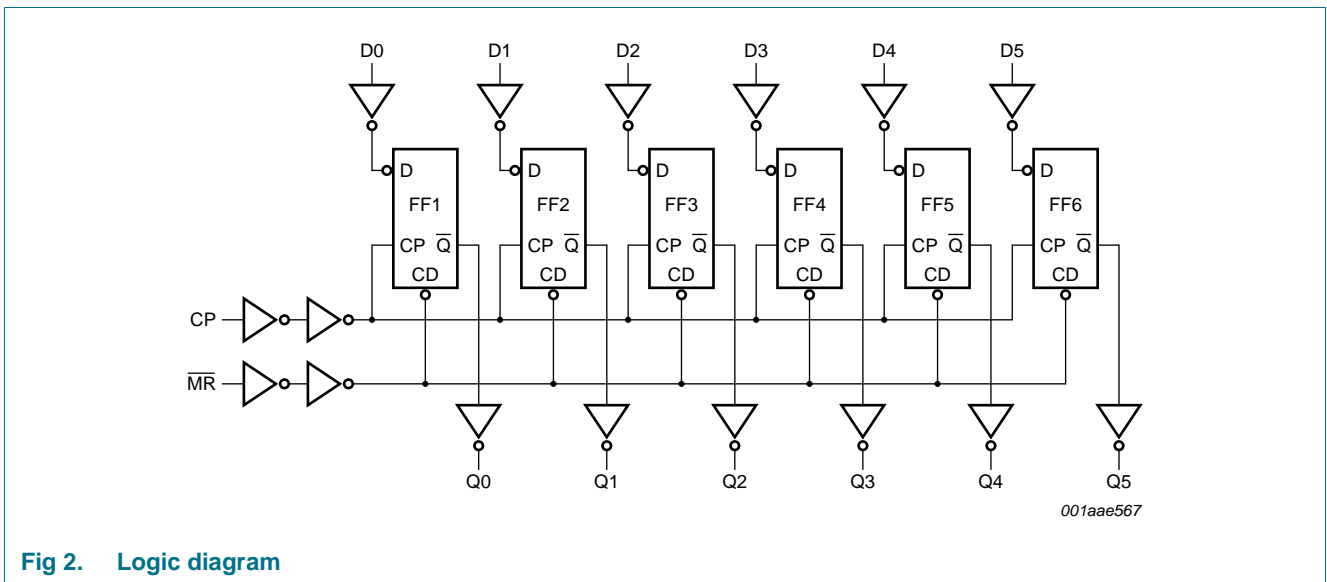 D0 D1 D2 D3 D4 D5
D D D D D D
FF1 FF2 FF3 FF4 FF5 FF6
CP Q̅ CP Q̅ CP Q̅ CP Q̅ CP Q̅ CP Q̅
CD CD CD CD CD CD
CP
M̅R̅
Q0 Q1 Q2 Q3 Q4 Q5
001aae567
Fig 2. Logic diagram